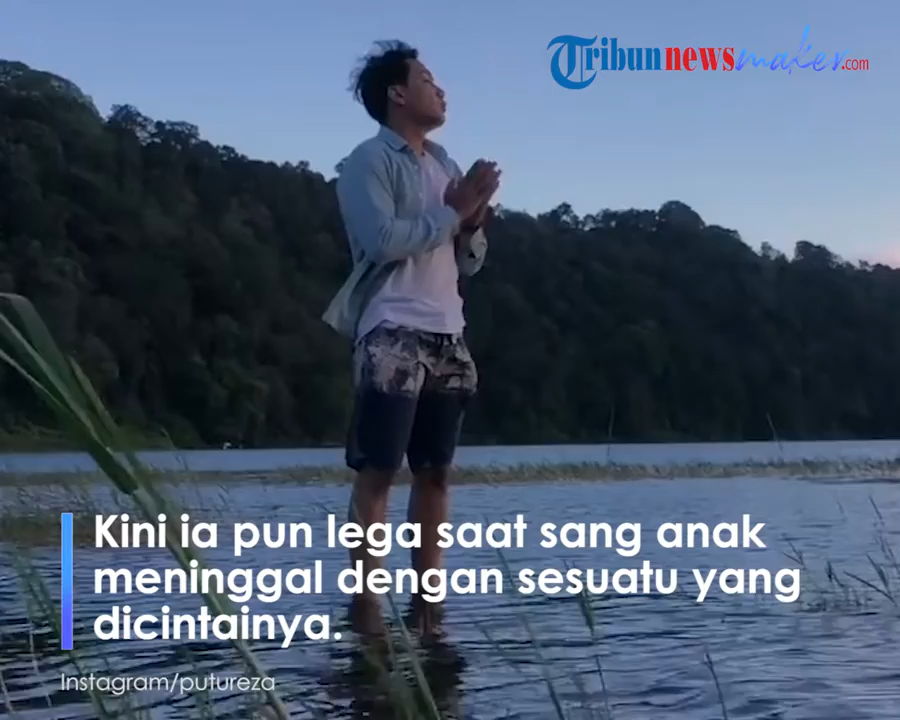 Tribunnewsmaker.com
Kini ia pun lega saat sang anak
meninggal dengan sesuatu yang
dicintainya.
Instagram/putureza